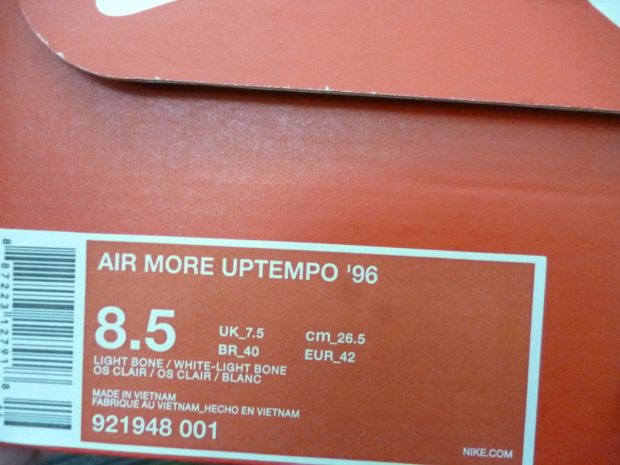 AIR MORE UPTEMPO '96
8.5
UK_7.5 cm_26.5
BR_40 EUR_42
LIGHT BONE / WHITE-LIGHT BONE
OS CLAIR / OS CLAIR / BLANC
MADE IN VIETNAM
FABRIQUE AU VIETNAM_HECHO EN VIETNAM
921948 001
NIKE.COM